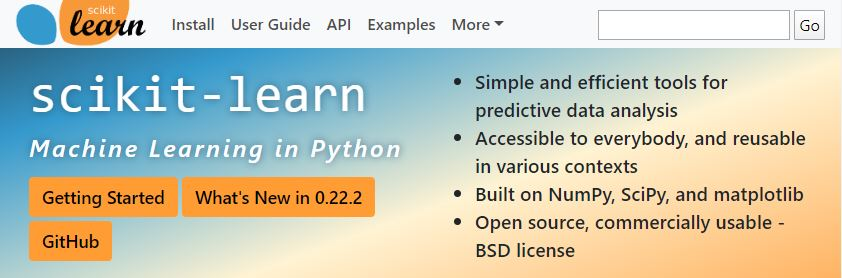 scikit
learn
Install User Guide API Examples More
Go
scikit-learn
Machine Learning in Python
Getting Started What's New in 0.22.2
GitHub
• Simple and efficient tools for
predictive data analysis
• Accessible to everybody, and reusable
in various contexts
• Built on NumPy, SciPy, and matplotlib
• Open source, commercially usable -
BSD license